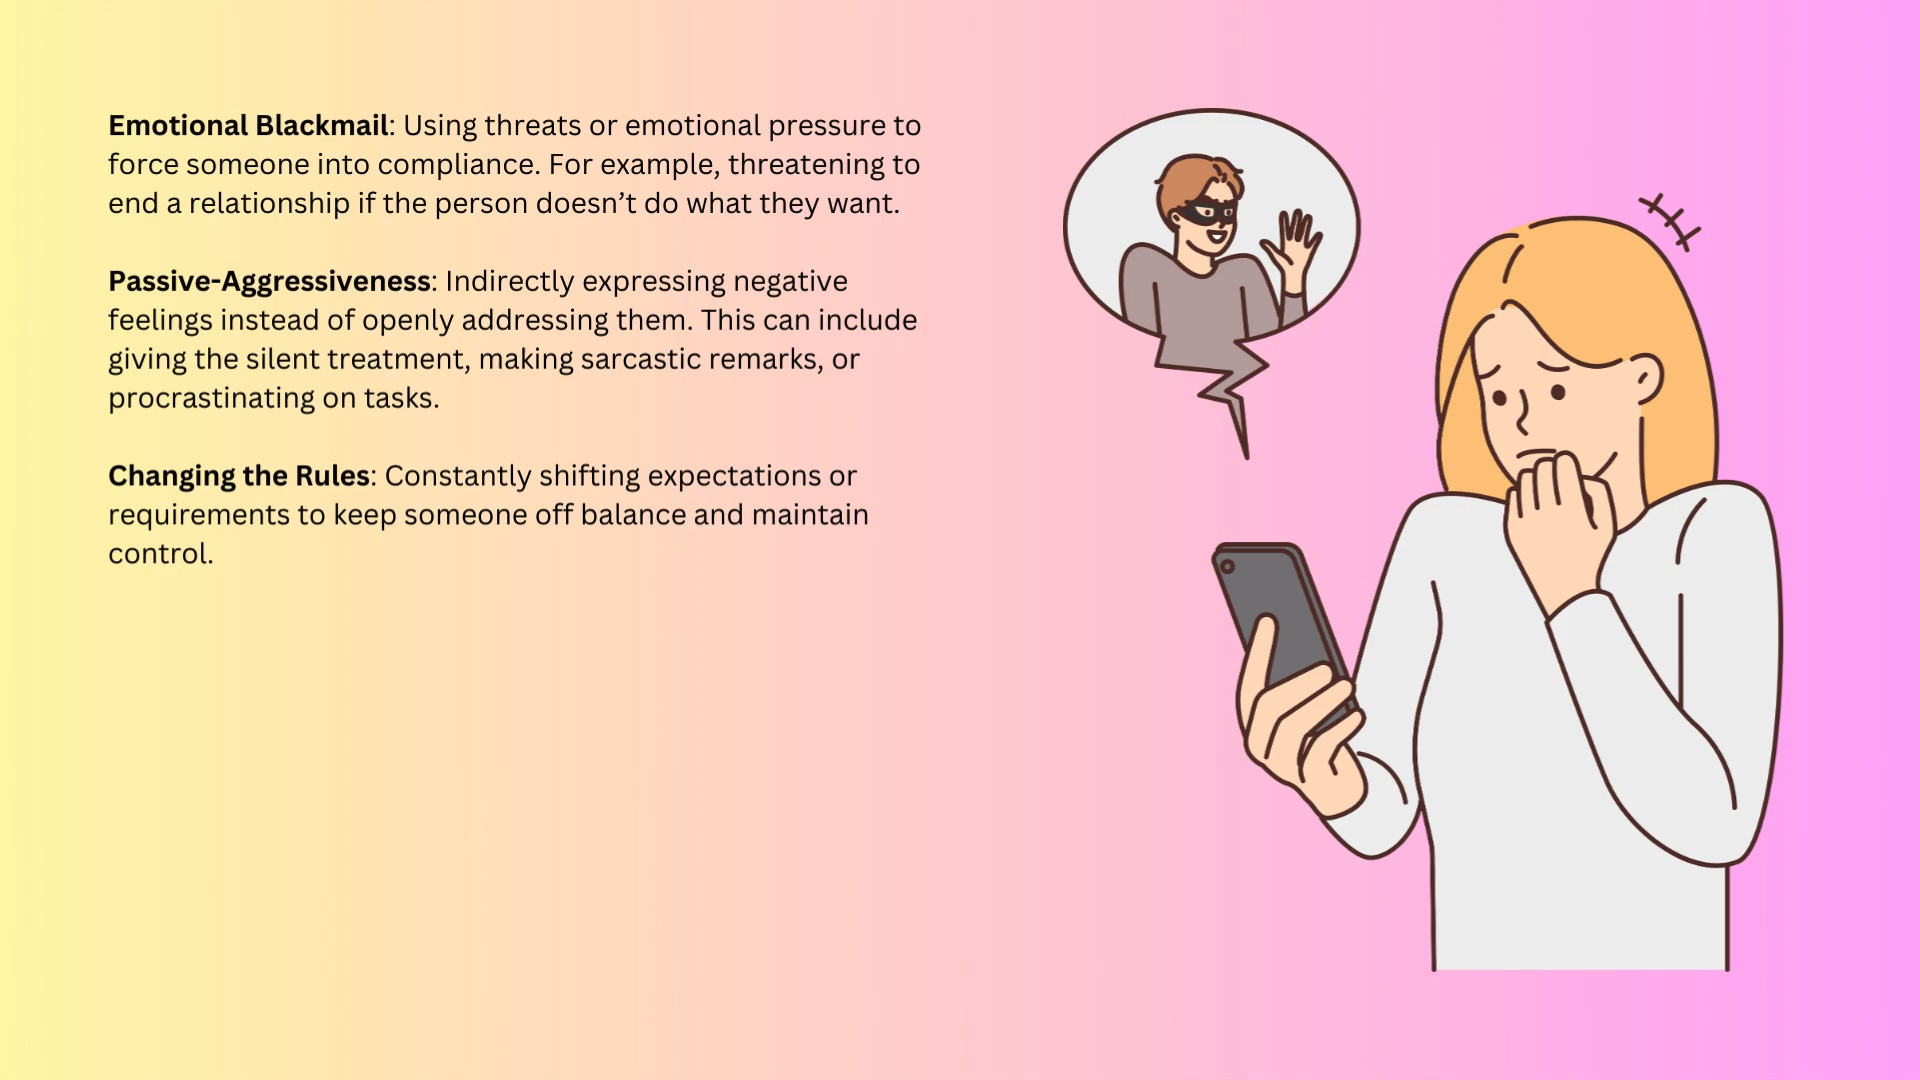 Emotional Blackmail: Using threats or emotional pressure to
force someone into compliance. For example, threatening to
end a relationship if the person doesn’t do what they want.
Passive-Aggressiveness: Indirectly expressing negative
feelings instead of openly addressing them. This can include
giving the silent treatment, making sarcastic remarks, or
procrastinating on tasks.
Changing the Rules: Constantly shifting expectations or
requirements to keep someone off balance and maintain
control.